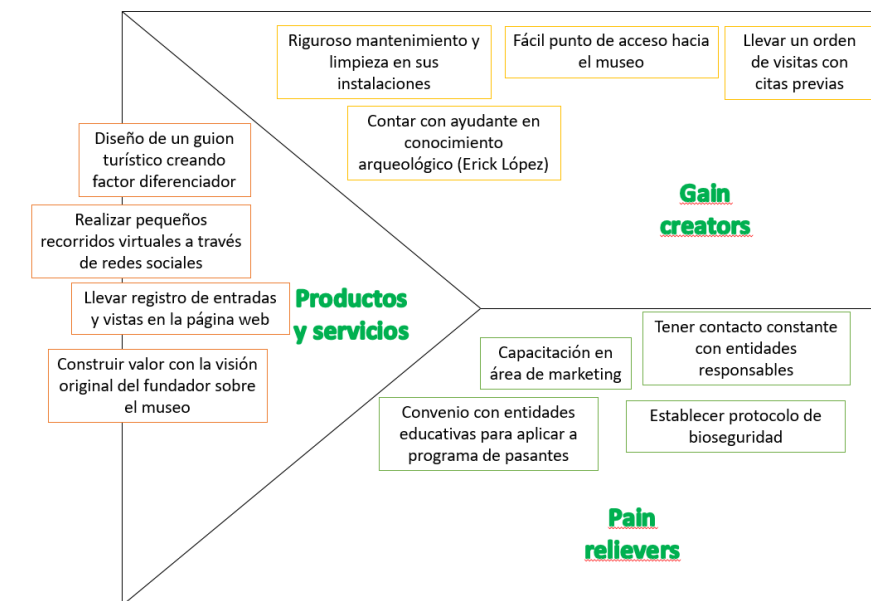 Riguroso mantenimiento y
limpieza en sus
instalaciones
Fácil punto de acceso hacia
el museo
Llevar un orden
de visitas con
citas previas
Contar con ayudante en
conocimiento
arqueológico (Erick López)
Gain
creators
Diseño de un guion
turístico creando
factor diferenciador
Realizar pequeños
recorridos virtuales a través
de redes sociales
Llevar registro de entradas
y vistas en la página web
Construir valor con la visión
original del fundador sobre
el museo
Productos
y servicios
Tener contacto constante
con entidades
responsables
Capacitación en
área de marketing
Convenio con entidades
educativas para aplicar a
programa de pasantes
Establecer protocolo de
bioseguridad
Pain
relievers